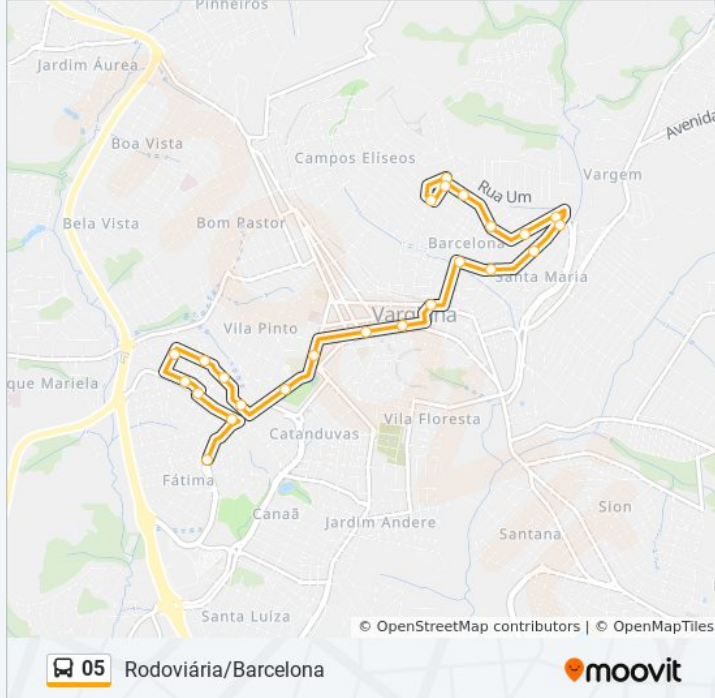 Pinheiros
Jardim Áurea
Boa Vista
Campos Elíseos
Avenida
Vargem
Rua Um
Bela Vista
Bom Pastor
Barcelona
Santa Maria
Varginha
Vila Pinto
que Mariela
Vila Floresta
Catanduvas
Fátima
Sion
Canaã
Jardim Andere
Santana
Santa Luíza
© OpenStreetMap contributors | © OpenMapTiles
05 Rodoviária/Barcelona
moovit